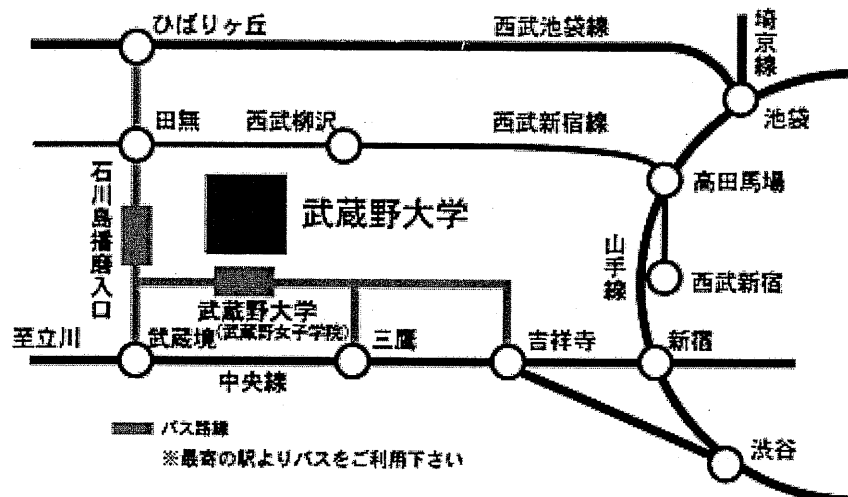 ひばりヶ丘
西武池袋線
埼京線
池袋
田無
西武柳沢
西武新宿線
高田馬場
石川島播磨入口
武蔵野大学
山手線
西武新宿
武蔵野大学
(武蔵野女子学院)
至立川
武蔵境
三鷹
吉祥寺
新宿
中央線
渋谷
バス路線
※最寄の駅よりバスをご利用下さい